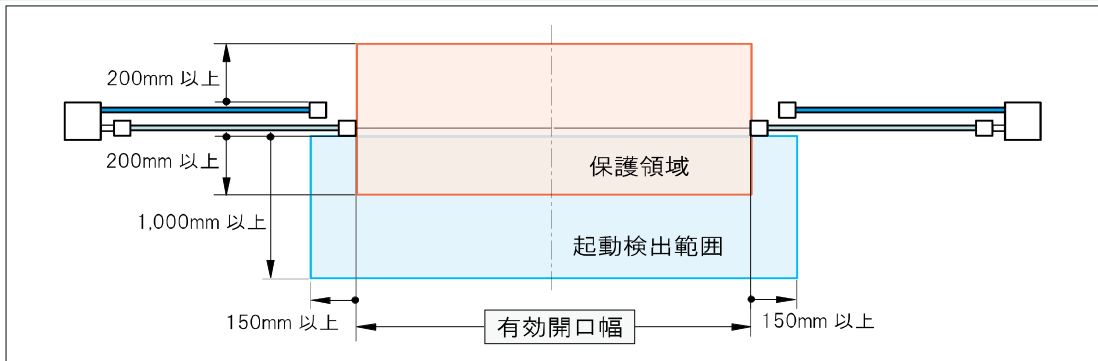 200mm 以上
200mm 以上
保護領域
1,000mm 以上
起動検出範囲
150mm 以上
有効開口幅
150mm 以上